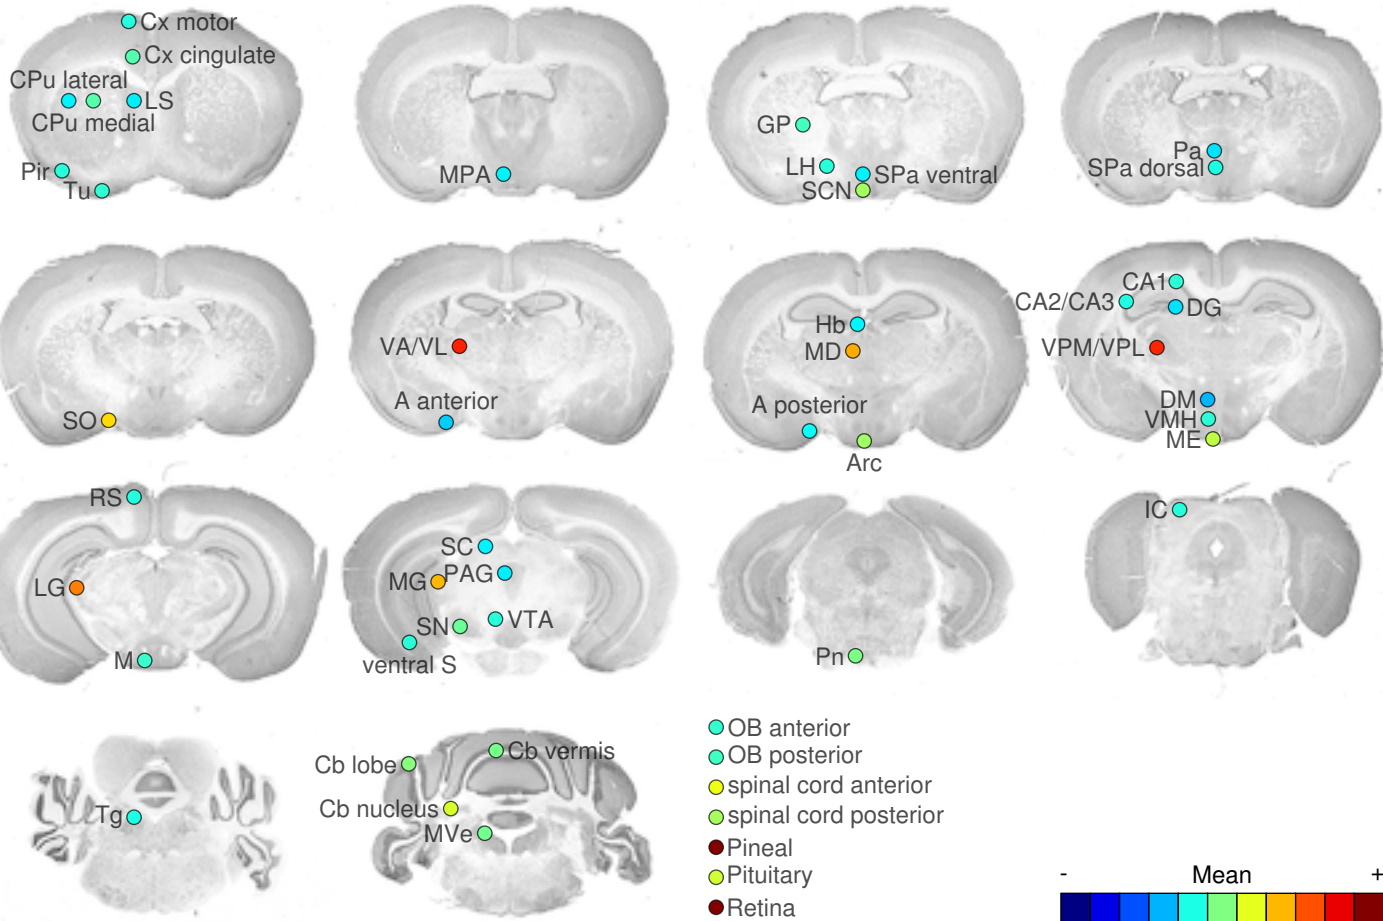 Cx motor
Cx cingulate
CPu lateral
LS
CPu medial
Pir
Tu
MPA
GP
LH
SPa ventral
SCN
Pa
SPa dorsal
SO
VA/VL
A anterior
Hb
MD
A posterior
Arc
CA1
CA2/CA3
DG
VPM/VPL
DM
VMH
ME
RS
LG
M
SC
MG
PAG
SN
VTA
ventral S
Pn
IC
Tg
Cb lobe
Cb vermis
Cb nucleus
MVe
OB anterior
OB posterior
spinal cord anterior
spinal cord posterior
Pineal
Pituitary
Retina
- Mean +